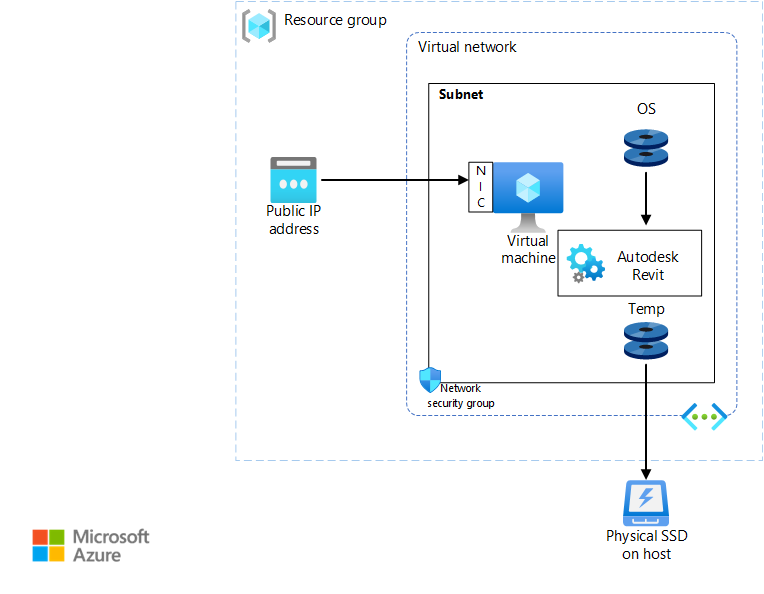 Resource group
Virtual network
Subnet
OS
N
I
C
Public IP
address
Virtual
machine
Autodesk
Revit
Temp
Network
security group
Physical SSD
on host
Microsoft
Azure